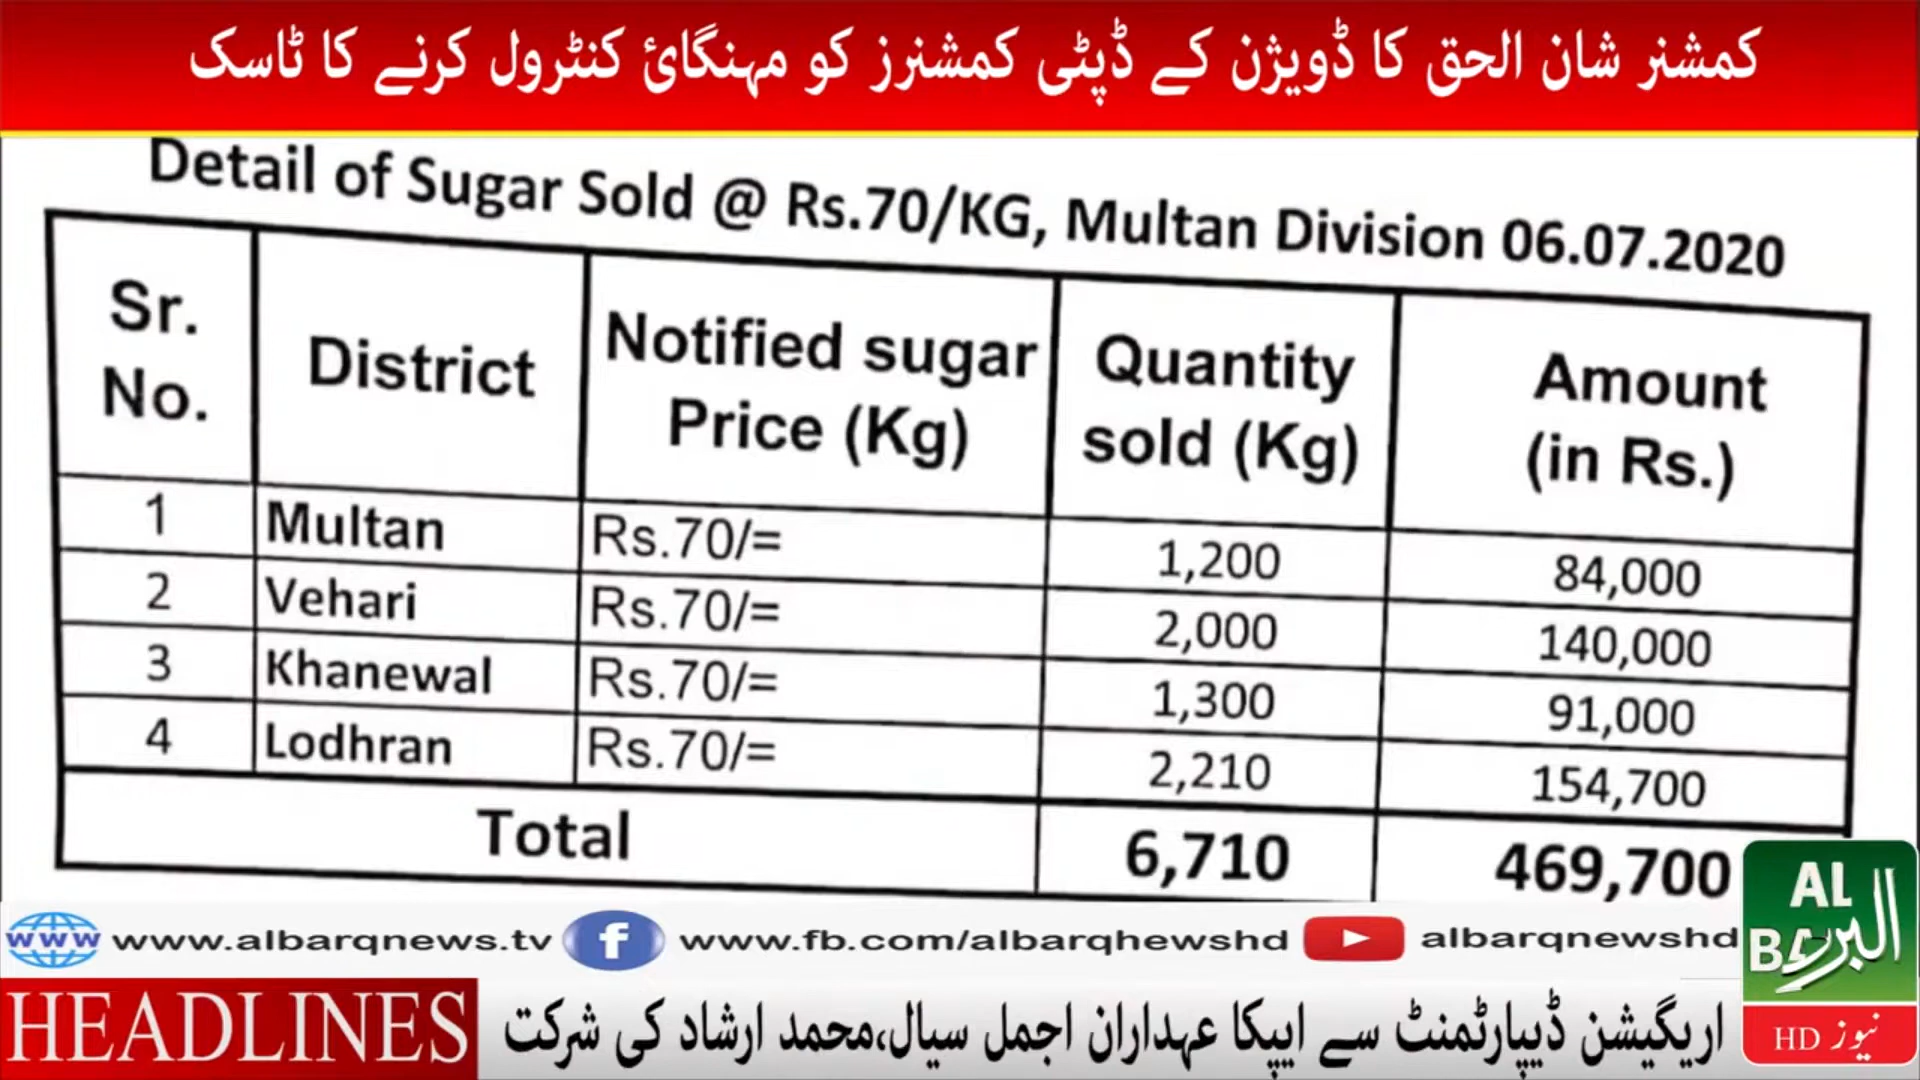 کمشنر شان الحق کا ڈویژن کے ڈپٹی کمشنرز کو مہنگائ کنٹرول کرنے کا ٹاسک
Detail of Sugar Sold @ Rs.70/KG, Multan Division 06.07.2020
Sr. No. District Notified sugar Price (Kg) Quantity sold (Kg) Amount (in Rs.)
1 Multan Rs.70/= 1,200 84,000
2 Vehari Rs.70/= 2,000 140,000
3 Khanewal Rs.70/= 1,300 91,000
4 Lodhran Rs.70/= 2,210 154,700
Total 6,710 469,700
www www.albarqnews.tv f www.fb.com/albarqhewshd albarqnewshd
AL
البرق
HD نیوز
HEADLINES اریگیشن ڈیپارٹمنٹ سے ایپکا عہداران اجمل سیال،محمد ارشاد کی شرکت